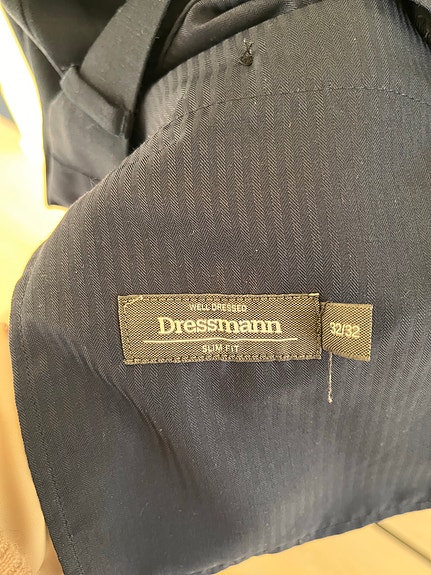 WELL DRESSED
Dressmann
SLIM FIT
32/32